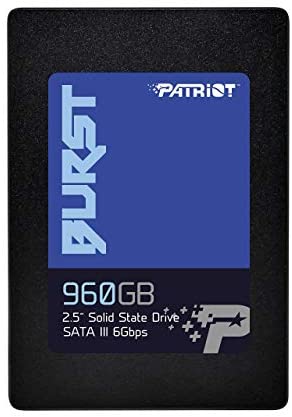 PATRIOT
BURST
960GB
2.5" Solid State Drive
SATA III 6Gbps